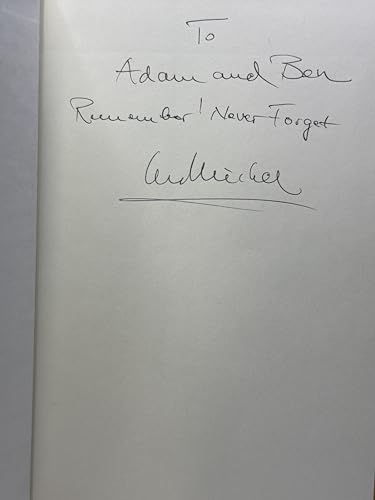 To
Adam and Ben
Remember! Never Forget